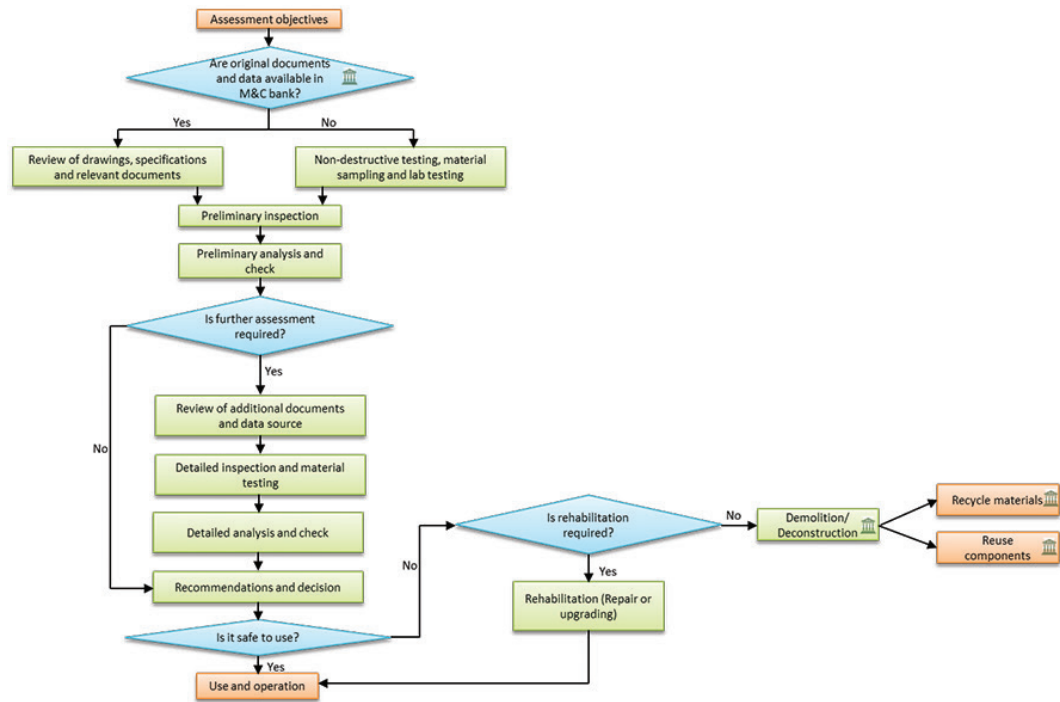 Assessment objectives
Are original documents
and data available in
M&C bank?
Yes
No
Review of drawings, specifications
and relevant documents
Non-destructive testing, material
sampling and lab testing
Preliminary inspection
Preliminary analysis and
check
Is further assessment
required?
Yes
No
Review of additional documents
and data source
Detailed inspection and material
testing
Detailed analysis and check
Recommendations and decision
Is it safe to use?
Yes
No
Use and operation
Is rehabilitation
required?
No
Yes
Rehabilitation (Repair or
upgrading)
Demolition/
Deconstruction
Recycle materials
Reuse
components